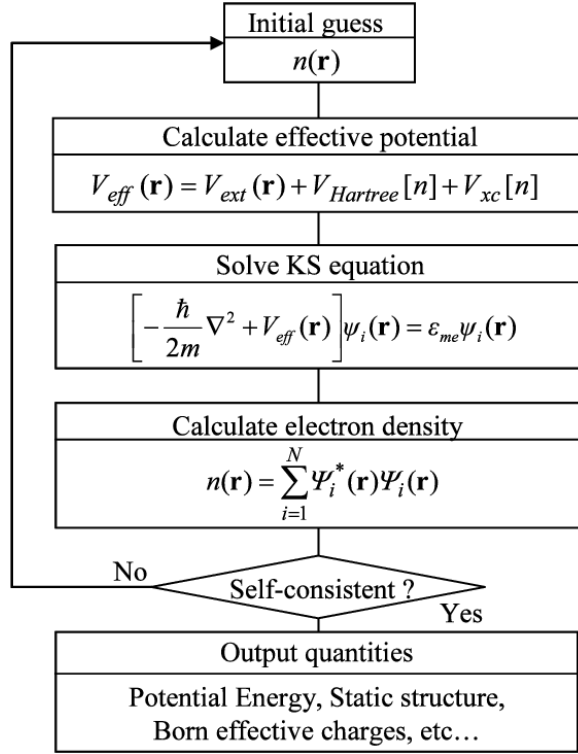 Initial guess
n(r)
Calculate effective potential
V_eff (r) = V_ext (r) + V_Hartree [n] + V_xc [n]
Solve KS equation
[ -ħ/2m ∇² + V_eff (r) ] ψ_i (r) = ε_me ψ_i (r)
Calculate electron density
n(r) = ∑_{i=1}^{N} Ψ_i^* (r) Ψ_i (r)
No
Self-consistent ?
Yes
Output quantities
Potential Energy, Static structure,
Born effective charges, etc…